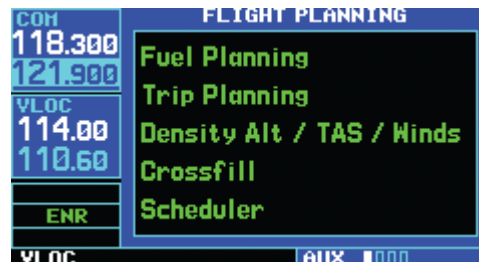 COM
118.300
121.900
VLOC
114.00
110.60
ENR
VLOC
FLIGHT PLANNING
Fuel Planning
Trip Planning
Density Alt / TAS / Winds
Crossfill
Scheduler
AUX